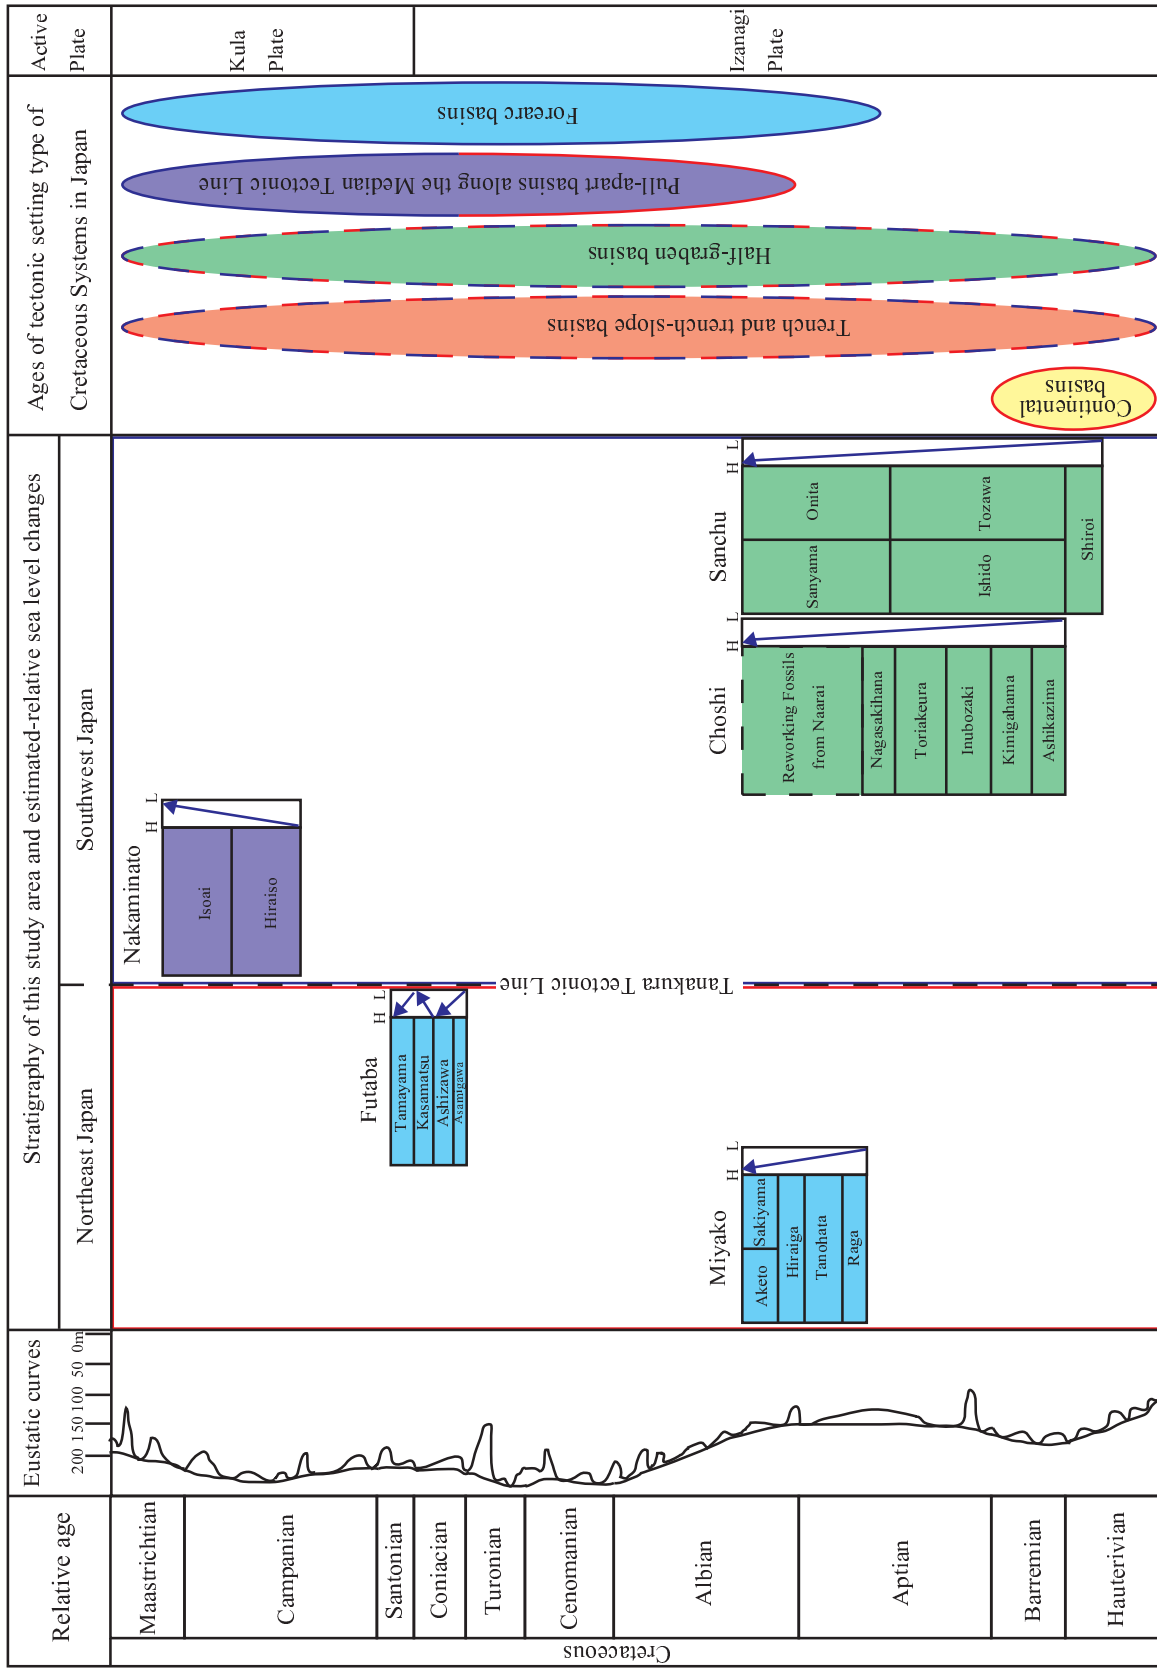 Relative age
Eustatic curves
Stratigraphy of this study area and estimated-relative sea level changes
Ages of tectonic setting type of
Cretaceous Systems in Japan
Active
Plate
200 150 100 50 0m
Northeast Japan
Southwest Japan
Kula
Plate
Izanagi
Plate
Cretaceous
Maastrichtian
Campanian
Santonian
Coniacian
Turonian
Cenomanian
Albian
Aptian
Barremian
Hauterivian
Miyako
H L
Aketo
Sakiyama
Hiraiga
Tanohata
Raga
Futaba
H L
Tamayama
Kasamatsu
Ashizawa
Asamigawa
Tanakura Tectonic Line
Nakaminato
H L
Isoai
Hiraiso
Choshi
H L
Reworking Fossils
from Naarai
Nagasakihana
Toriakeura
Inubozaki
Kimigahama
Ashikazima
Sanchu
H L
Sanyama
Onita
Ishido
Tozawa
Shiroi
Continental
basins
Trench and trench-slope basins
Half-graben basins
Pull-apart basins along the Median Tectonic Line
Forearc basins